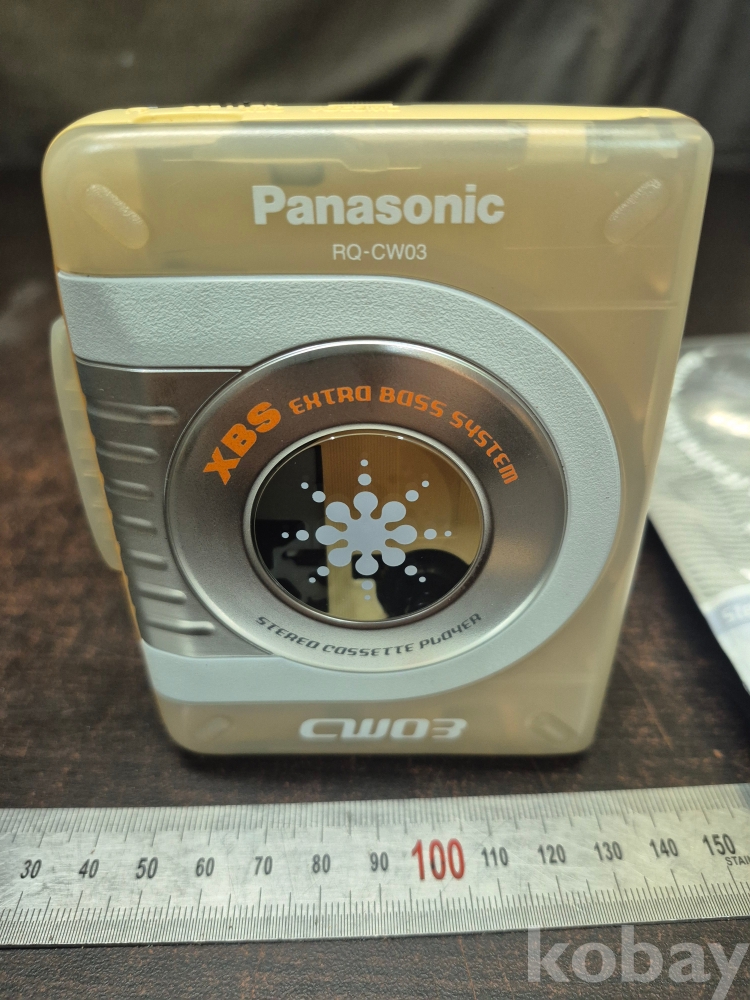 Panasonic
RQ-CW03
XBS EXTRA BASS SYSTEM
STEREO CASSETTE PLAYER
CW03
30 40 50 60 70 80 90 100 110 120 130 140 150
kobay